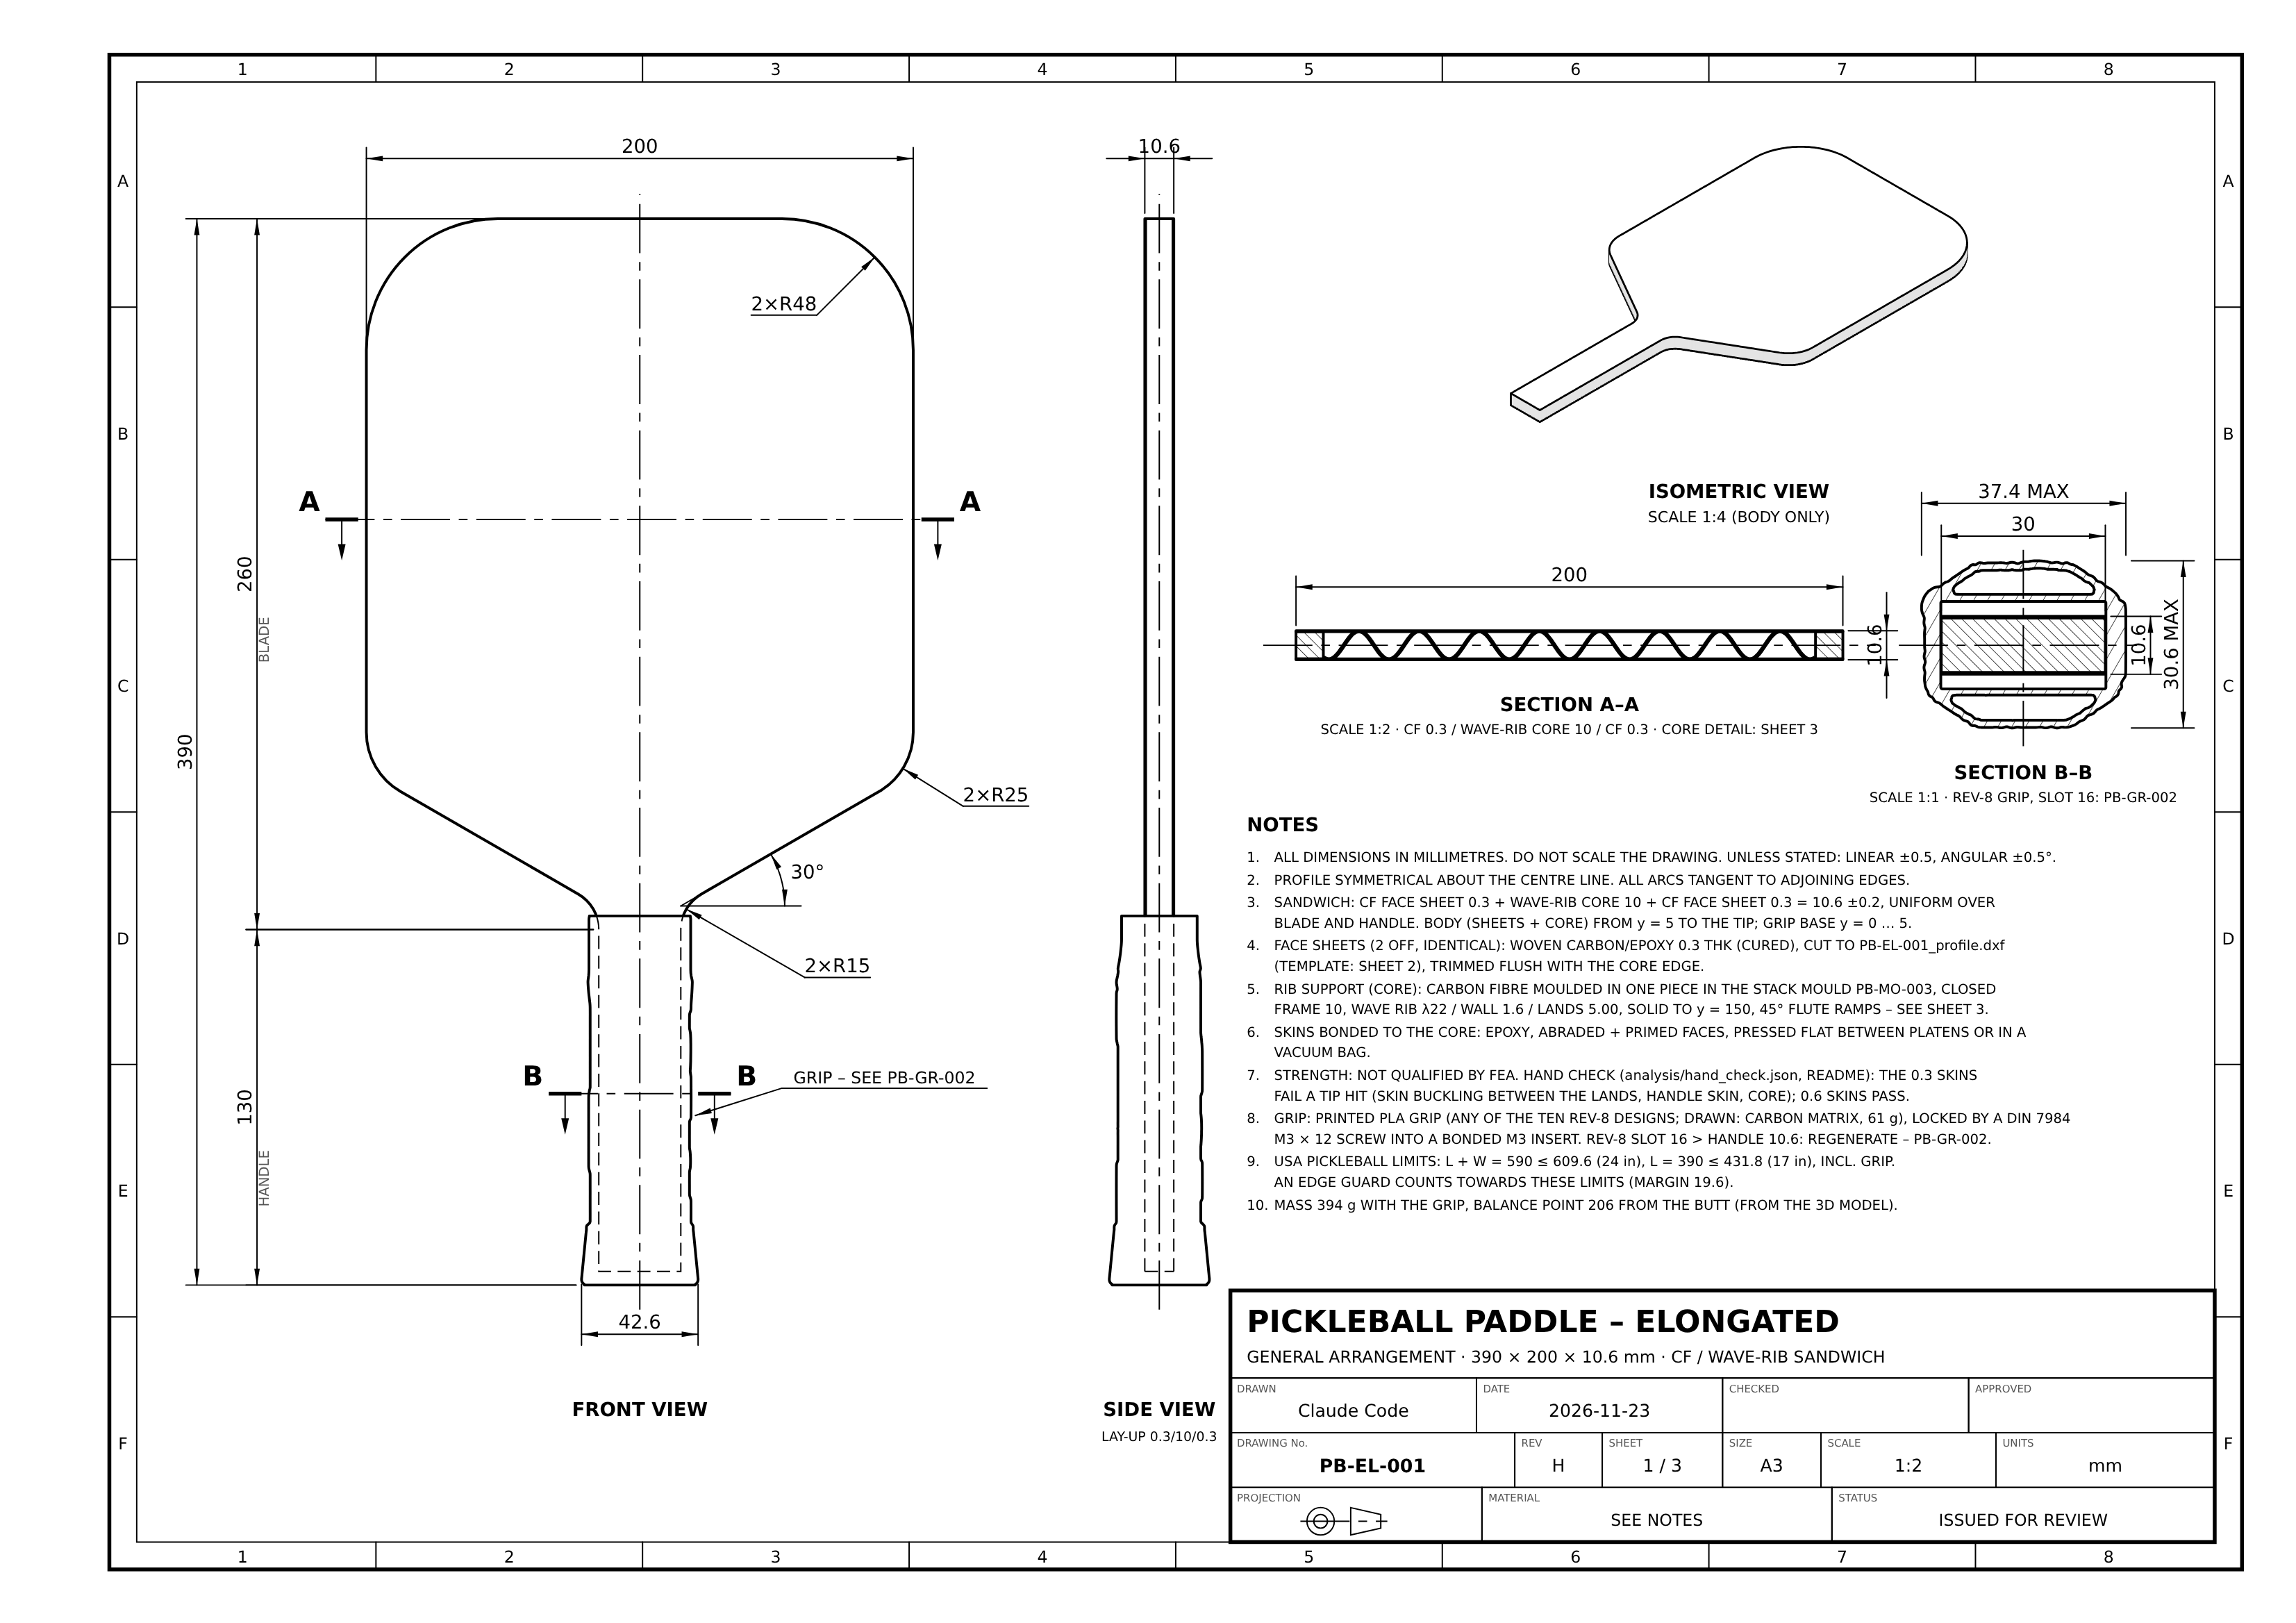 1 2 3 4 5 6 7 8
A A
B B
C C
D D
E E
F F
1 2 3 4 5 6 7 8
200
390
260
BLADE
130
HANDLE
2×R48
A A
2×R25
30°
2×R15
B B
GRIP – SEE PB-GR-002
42.6
FRONT VIEW
10.6
SIDE VIEW
LAY-UP 0.3/10/0.3
ISOMETRIC VIEW
SCALE 1:4 (BODY ONLY)
200
10.6
SECTION A–A
SCALE 1:2 · CF 0.3 / WAVE-RIB CORE 10 / CF 0.3 · CORE DETAIL: SHEET 3
37.4 MAX
30
10.6
30.6 MAX
SECTION B–B
SCALE 1:1 · REV-8 GRIP, SLOT 16: PB-GR-002
NOTES
1. ALL DIMENSIONS IN MILLIMETRES. DO NOT SCALE THE DRAWING. UNLESS STATED: LINEAR ±0.5, ANGULAR ±0.5°.
2. PROFILE SYMMETRICAL ABOUT THE CENTRE LINE. ALL ARCS TANGENT TO ADJOINING EDGES.
3. SANDWICH: CF FACE SHEET 0.3 + WAVE-RIB CORE 10 + CF FACE SHEET 0.3 = 10.6 ±0.2, UNIFORM OVER
BLADE AND HANDLE. BODY (SHEETS + CORE) FROM y = 5 TO THE TIP; GRIP BASE y = 0 … 5.
4. FACE SHEETS (2 OFF, IDENTICAL): WOVEN CARBON/EPOXY 0.3 THK (CURED), CUT TO PB-EL-001_profile.dxf
(TEMPLATE: SHEET 2), TRIMMED FLUSH WITH THE CORE EDGE.
5. RIB SUPPORT (CORE): CARBON FIBRE MOULDED IN ONE PIECE IN THE STACK MOULD PB-MO-003, CLOSED
FRAME 10, WAVE RIB λ22 / WALL 1.6 / LANDS 5.00, SOLID TO y = 150, 45° FLUTE RAMPS – SEE SHEET 3.
6. SKINS BONDED TO THE CORE: EPOXY, ABRADED + PRIMED FACES, PRESSED FLAT BETWEEN PLATENS OR IN A
VACUUM BAG.
7. STRENGTH: NOT QUALIFIED BY FEA. HAND CHECK (analysis/hand_check.json, README): THE 0.3 SKINS
FAIL A TIP HIT (SKIN BUCKLING BETWEEN THE LANDS, HANDLE SKIN, CORE); 0.6 SKINS PASS.
8. GRIP: PRINTED PLA GRIP (ANY OF THE TEN REV-8 DESIGNS; DRAWN: CARBON MATRIX, 61 g), LOCKED BY A DIN 7984
M3 × 12 SCREW INTO A BONDED M3 INSERT. REV-8 SLOT 16 > HANDLE 10.6: REGENERATE – PB-GR-002.
9. USA PICKLEBALL LIMITS: L + W = 590 ≤ 609.6 (24 in), L = 390 ≤ 431.8 (17 in), INCL. GRIP.
AN EDGE GUARD COUNTS TOWARDS THESE LIMITS (MARGIN 19.6).
10. MASS 394 g WITH THE GRIP, BALANCE POINT 206 FROM THE BUTT (FROM THE 3D MODEL).
PICKLEBALL PADDLE – ELONGATED
GENERAL ARRANGEMENT · 390 × 200 × 10.6 mm · CF / WAVE-RIB SANDWICH
DRAWN DATE CHECKED APPROVED
Claude Code 2026-11-23
DRAWING No. REV SHEET SIZE SCALE UNITS
PB-EL-001 H 1 / 3 A3 1:2 mm
PROJECTION MATERIAL STATUS
SEE NOTES ISSUED FOR REVIEW